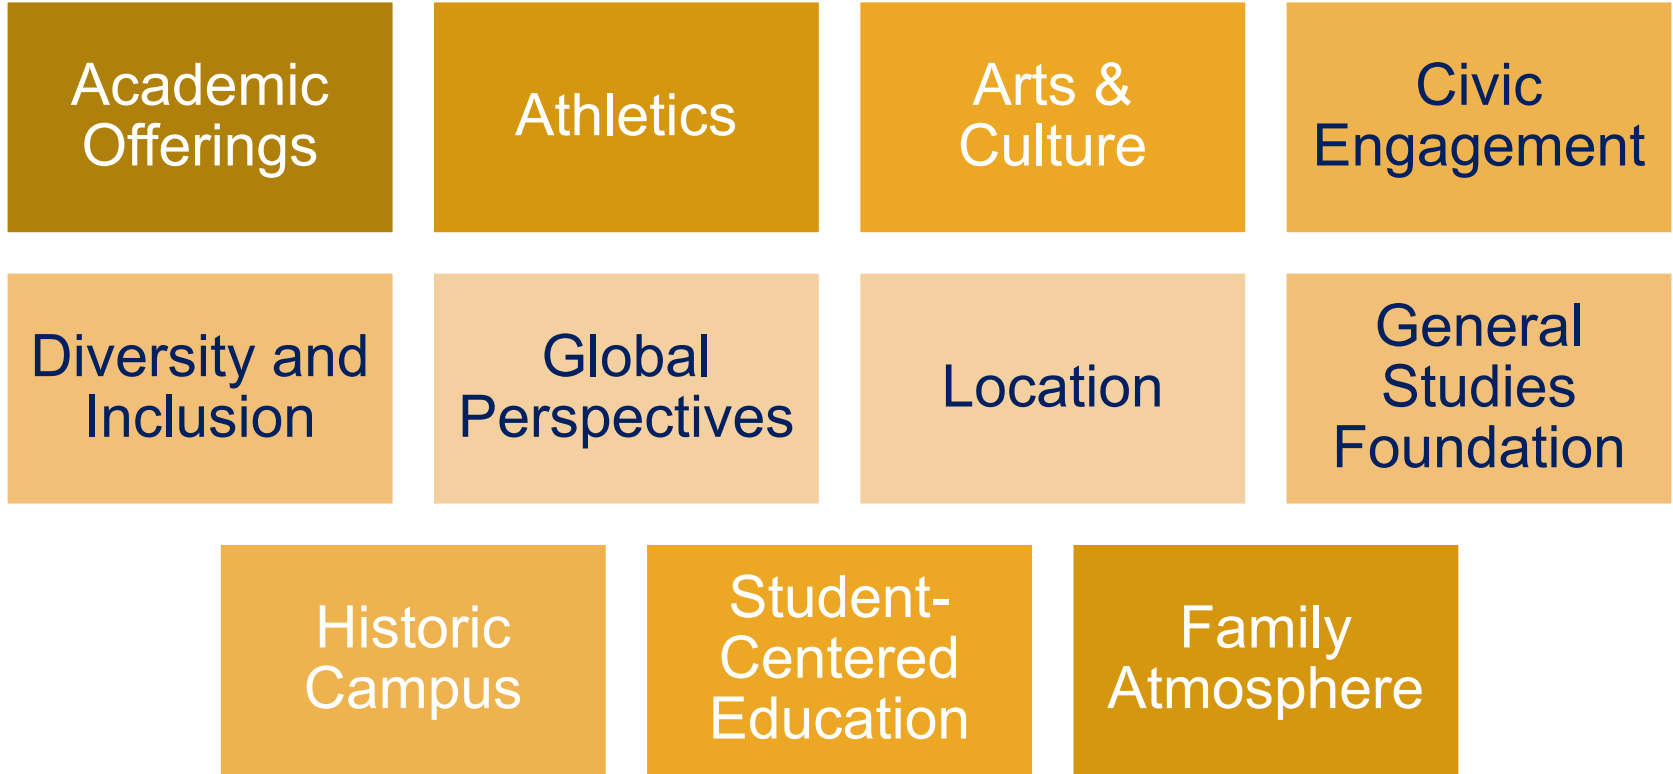 Academic
Offerings
Athletics
Arts &
Culture
Civic
Engagement
Diversity and
Inclusion
Global
Perspectives
Location
General
Studies
Foundation
Historic
Campus
Student-
Centered
Education
Family
Atmosphere